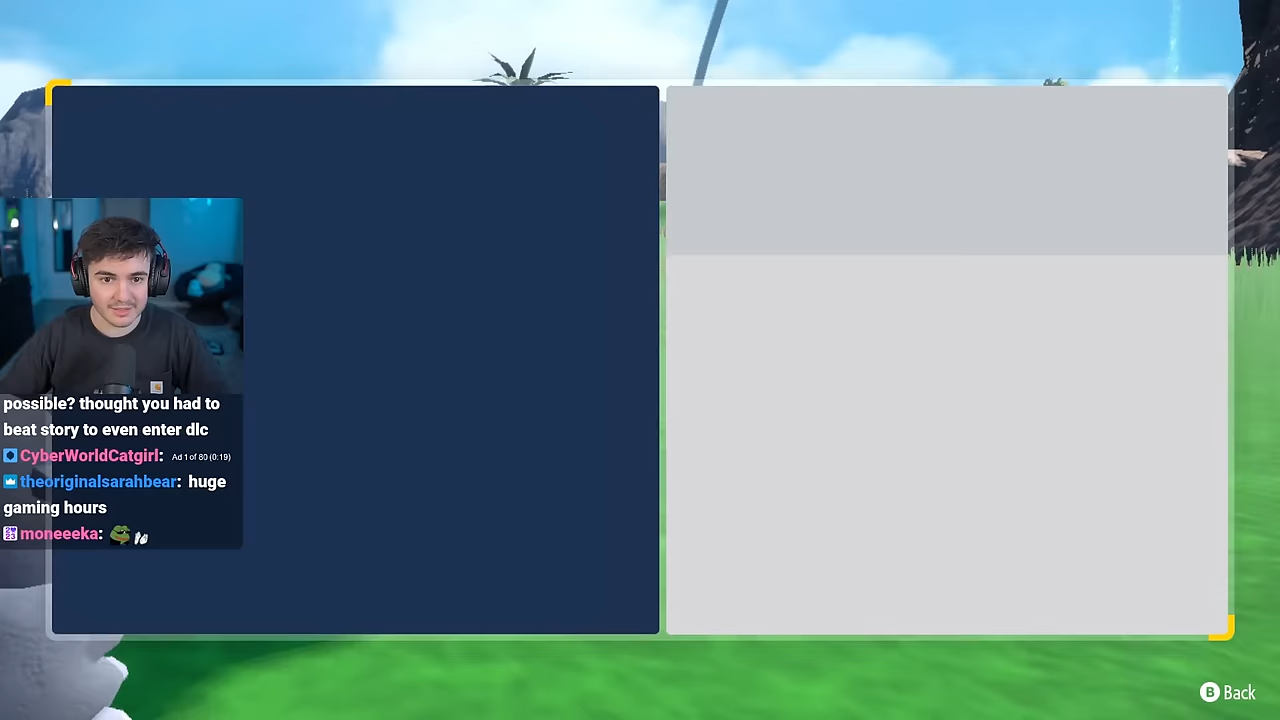 possible? thought you had to
beat story to even enter dlc
CyberWorldCatgirl: Ad 1 of 80 (0:19)
theoriginalsarahbear: huge
gaming hours
moneeeka:
B Back